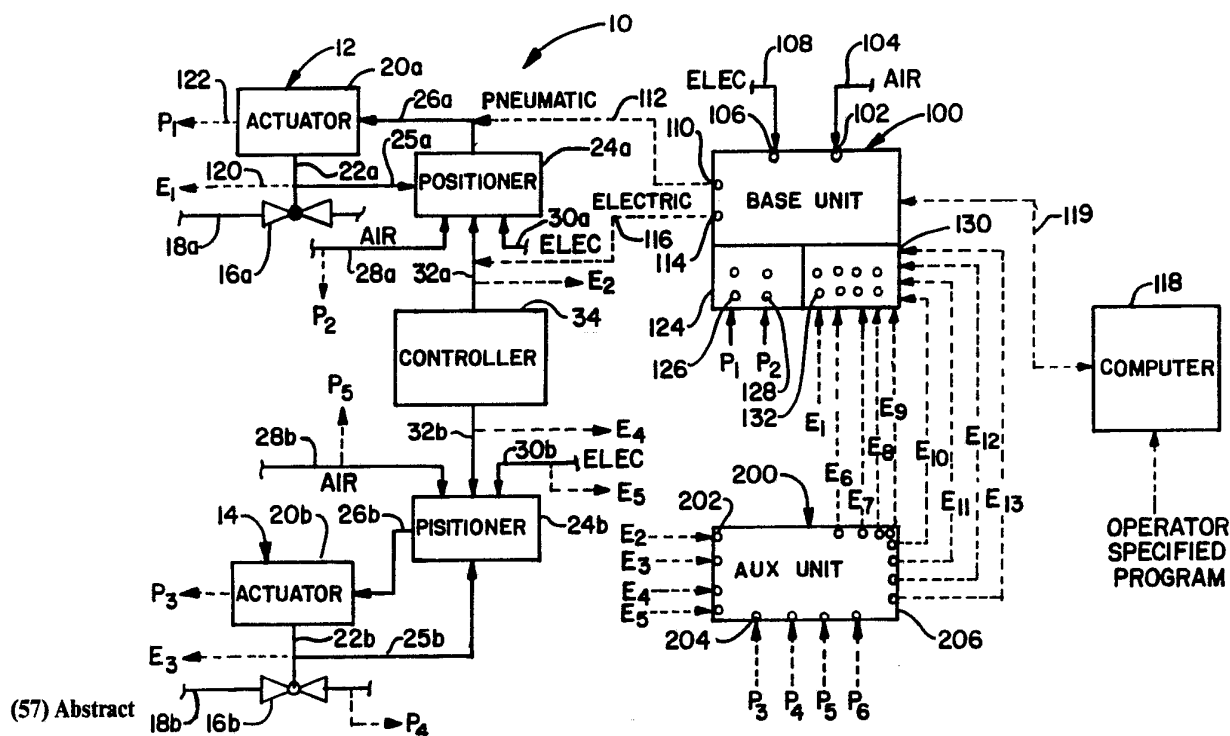 10
12
20a
122
P1
ACTUATOR
26a
PNEUMATIC
112
25a
120
22a
24a
E1
POSITIONER
110
18a
16a
AIR
28a
P2
30a
ELEC
ELECTRIC
116
114
32a
E2
34
CONTROLLER
108
ELEC
104
AIR
106
102
100
BASE UNIT
130
119
124
126
P1
P2
128
132
E1
E6
E7
E8
E9
E10
E11
E12
E13
118
COMPUTER
OPERATOR
SPECIFIED
PROGRAM
P5
28b
AIR
32b
E4
30b
ELEC
E5
14
20b
26b
PISITIONER
24b
P3
ACTUATOR
22b
25b
E3
18b
16b
P4
200
202
E2
E3
E4
E5
AUX UNIT
204
206
P3
P4
P5
P6
(57) Abstract